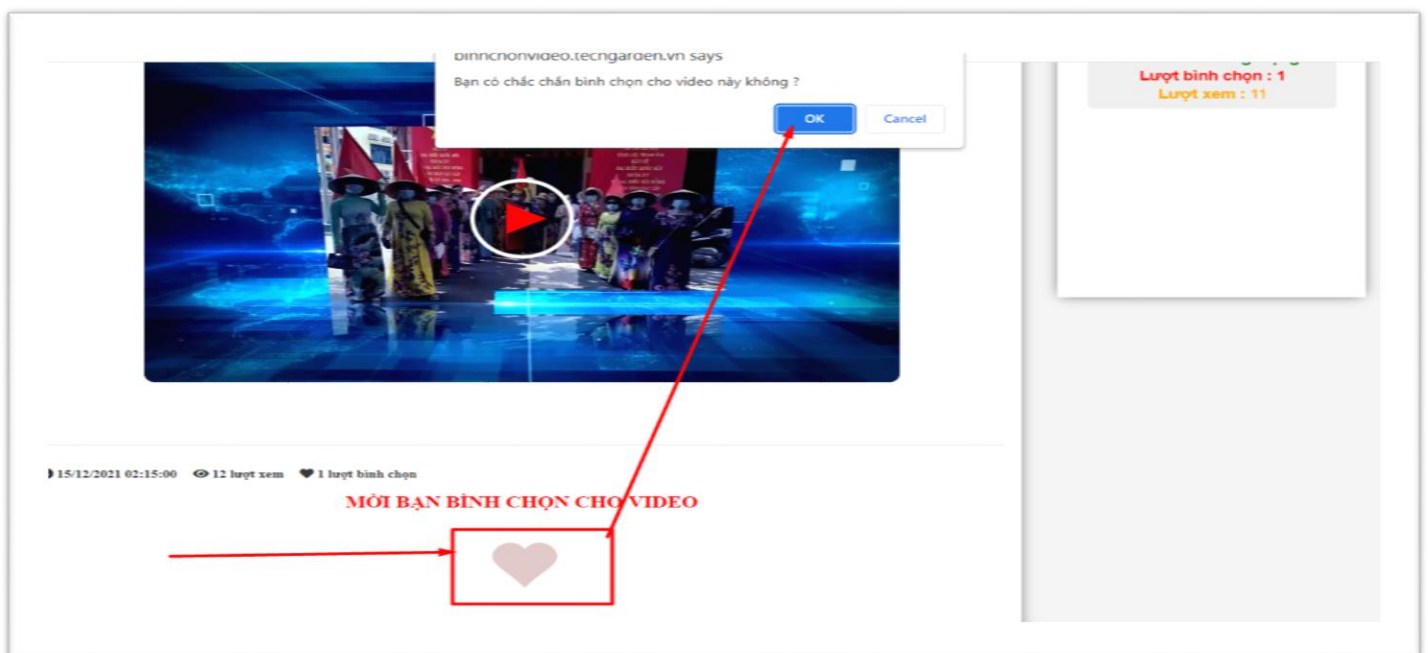 binhchonvideo.techgarden.vn says
Bạn có chắc chắn bình chọn cho video này không ?
OK
Cancel
Lượt bình chọn : 1
Lượt xem : 11
15/12/2021 02:15:00 12 lượt xem 1 lượt bình chọn
MỜI BẠN BÌNH CHỌN CHO VIDEO